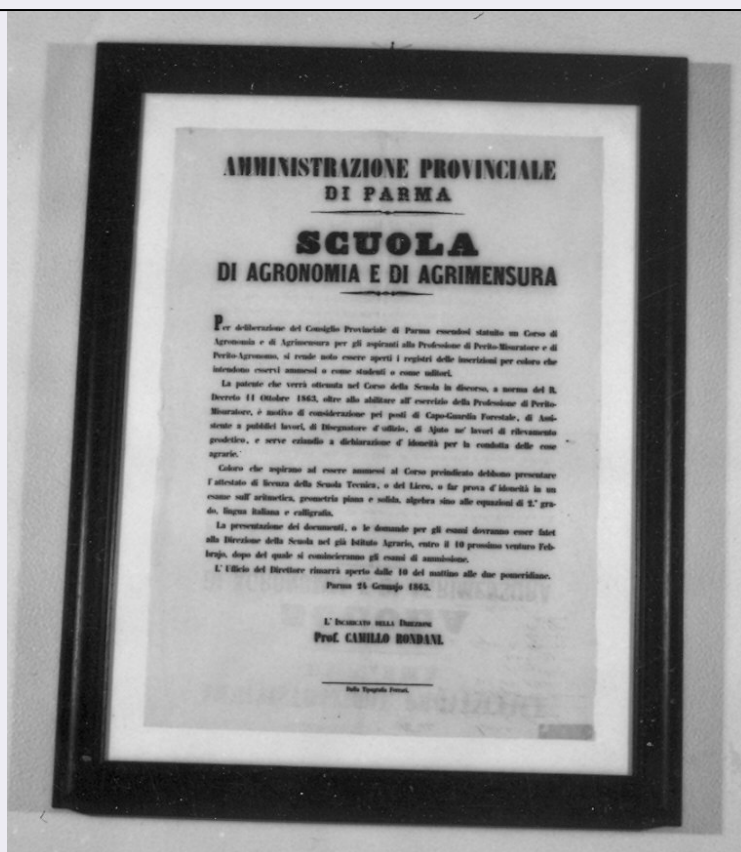 AMMINISTRAZIONE PROVINCIALE
DI PARMA
SCUOLA
DI AGRONOMIA E DI AGRIMENSURA
Per deliberazione del Consiglio Provinciale di Parma essendosi statuito un Corso di
Agronomia e di Agrimensura per gli aspiranti alla Professione di Perito-Misuratore e di
Perito-Agronomo, si rende noto essere aperti i registri delle inscrizioni per coloro che
intendono esservi ammessi o come studenti o come uditori.
La patente che verrà ottenuta nel Corso della Scuola in discorso, a norma del R.
Decreto 11 Ottobre 1863, oltre allo abilitare all' esercizio della Professione di Perito-
Misuratore, è motivo di considerazione pei posti di Capo-Guardia Forestale, di Assi-
stente a pubblici lavori, di Disegnatore d' ufficio, di Ajuto ne' lavori di rilevamento
geodetico, e serve eziandio a dichiarazione d' idoneità per la condotta delle cose
agrarie.
Coloro che aspirano ad essere ammessi al Corso preindicato debbono presentare
l' attestato di licenza della Scuola Tecnica, o del Liceo, o far prova d' idoneità in un
esame sull' aritmetica, geometria piana e solida, algebra sino alle equazioni di 2.° gra-
do, lingua italiana e calligrafia.
La presentazione dei documenti, o le domande per gli esami dovranno esser fatet
alla Direzione della Scuola nel già Istituto Agrario, entro il 10 prossimo venturo Feb-
brajo, dopo del quale si comincieranno gli esami di ammissione.
L' Ufficio del Direttore rimarrà aperto dalle 10 del mattino alle due pomeridiane.
Parma 24 Gennajo 1865.
L' INCARICATO DELLA DIREZIONE
Prof. CAMILLO RONDANI.
Dalla Tipografia Ferrari.